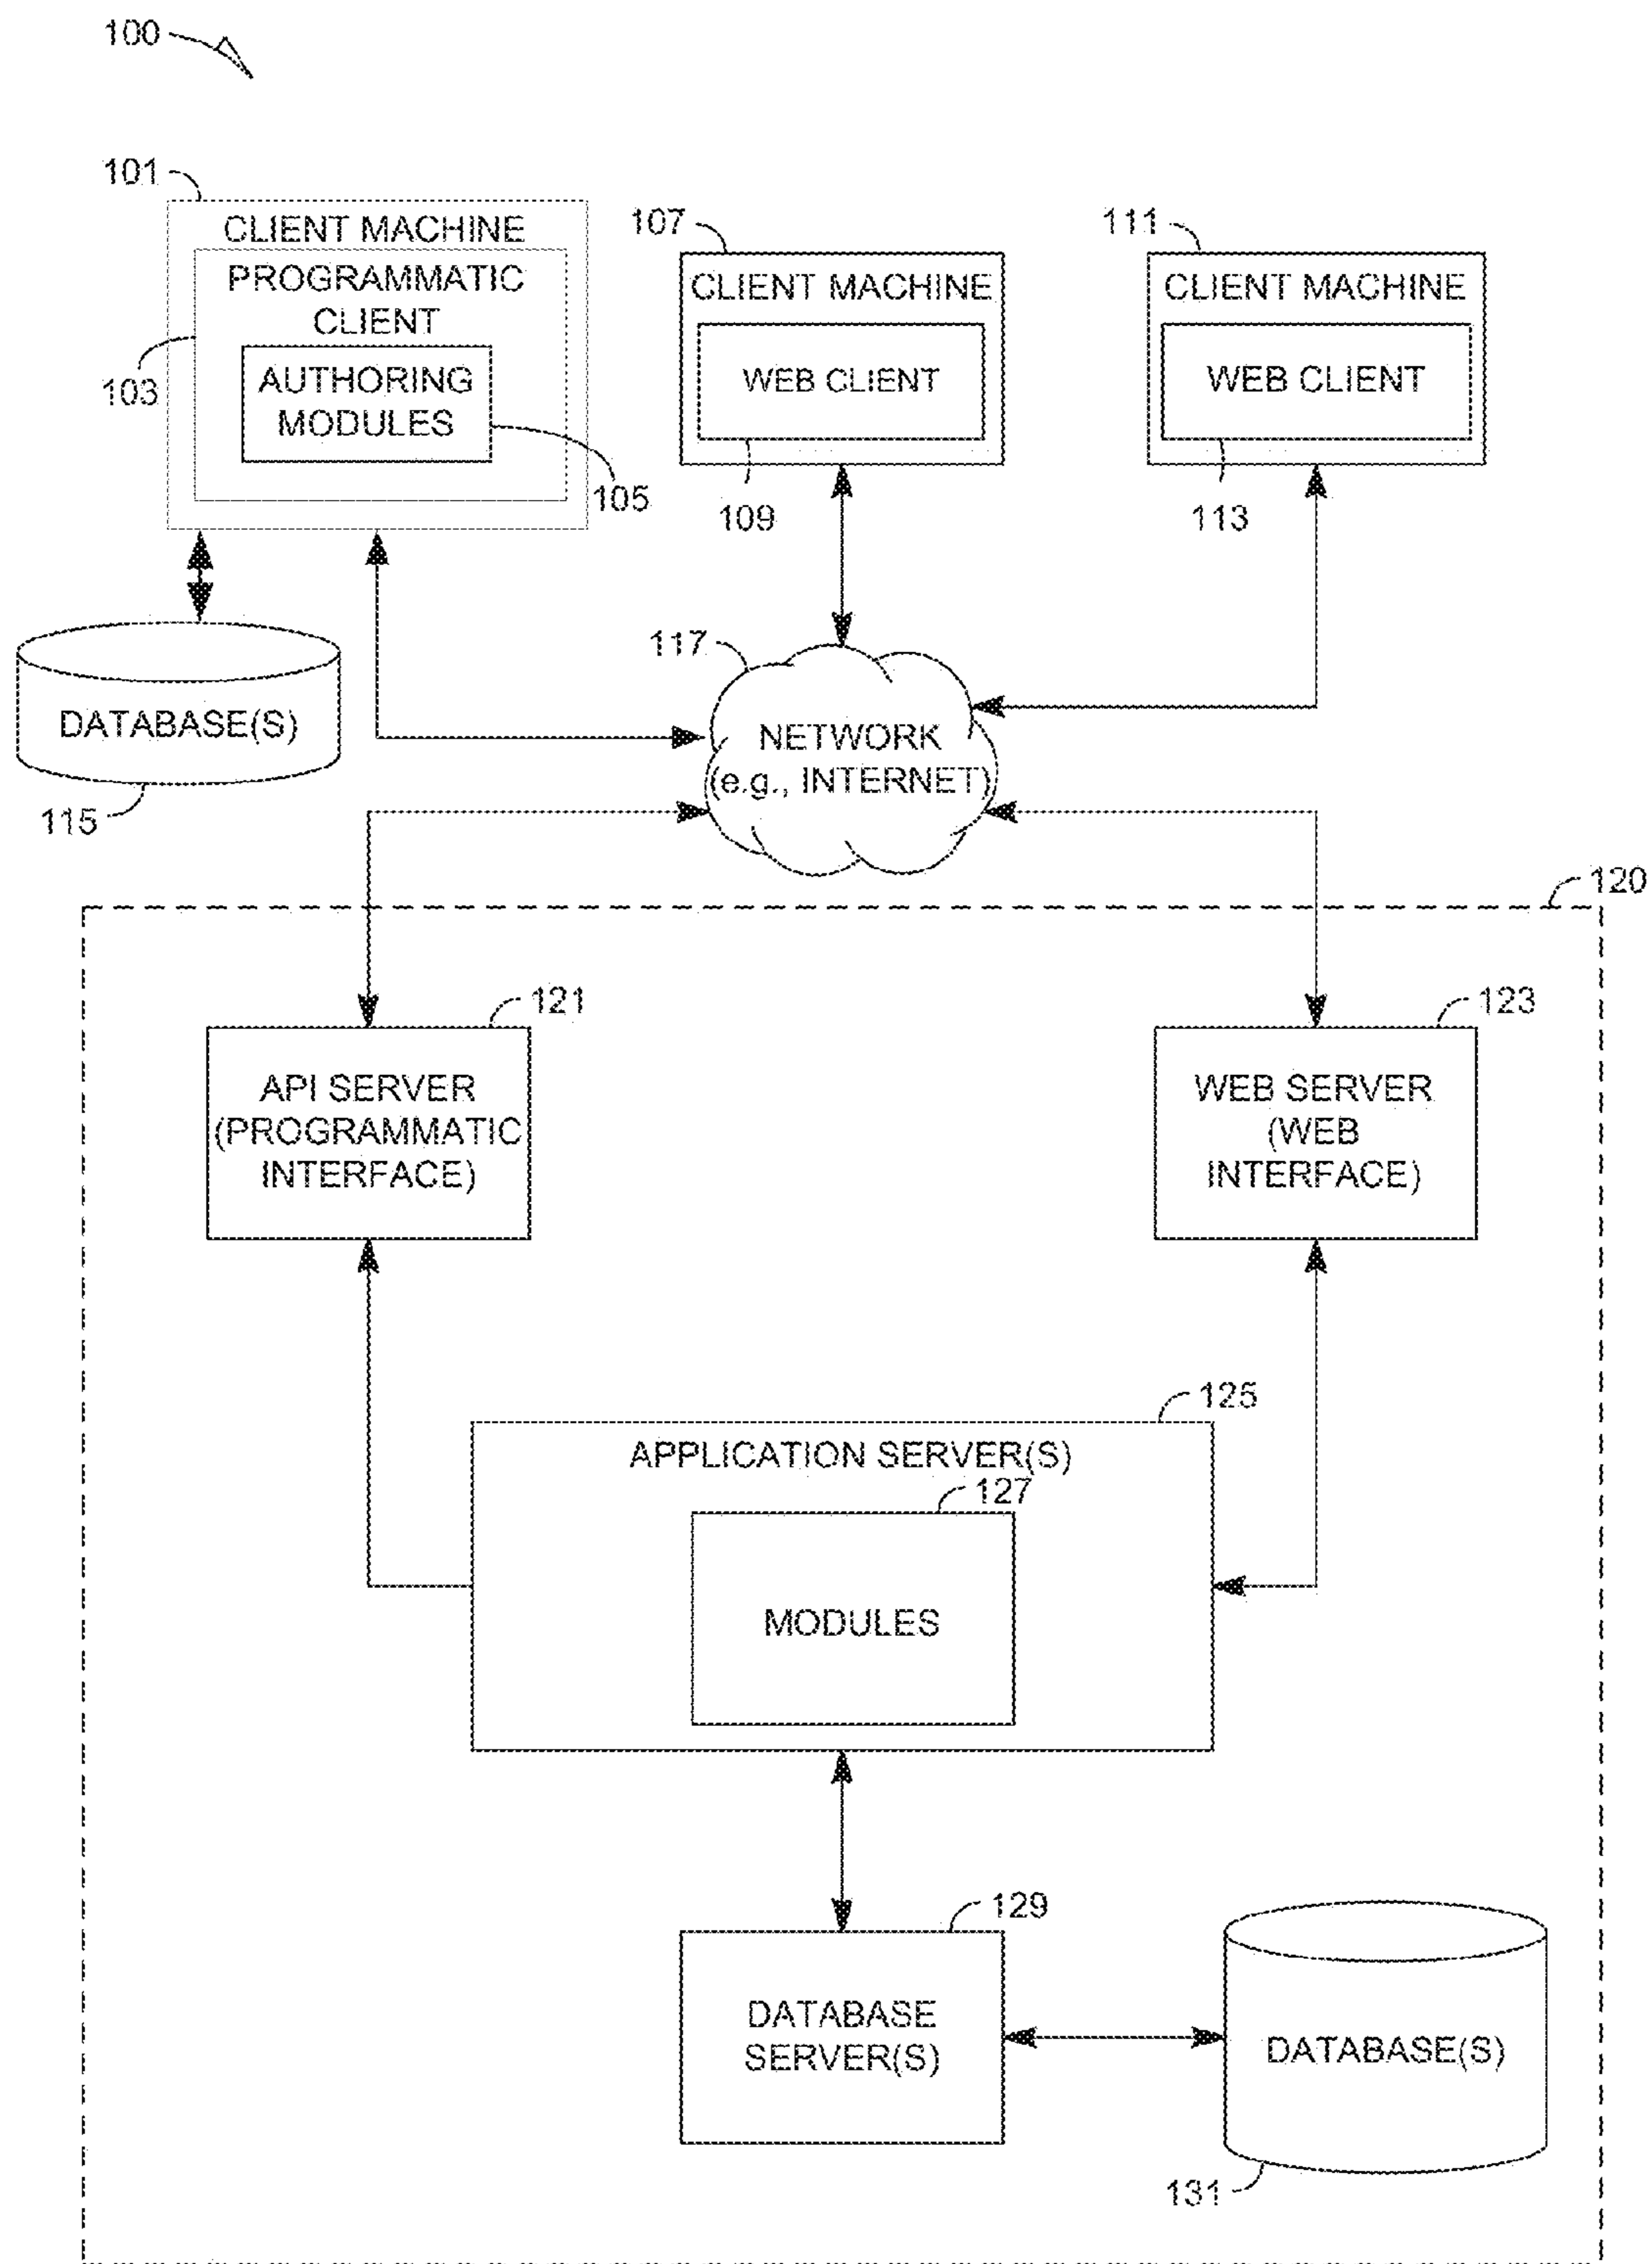 100
101
CLIENT MACHINE
PROGRAMMATIC
CLIENT
103
AUTHORING
MODULES
105
107
CLIENT MACHINE
WEB CLIENT
109
111
CLIENT MACHINE
WEB CLIENT
113
DATABASE(S)
115
117
NETWORK
(e.g., INTERNET)
120
121
API SERVER
(PROGRAMMATIC
INTERFACE)
123
WEB SERVER
(WEB
INTERFACE)
125
APPLICATION SERVER(S)
127
MODULES
129
DATABASE
SERVER(S)
DATABASE(S)
131